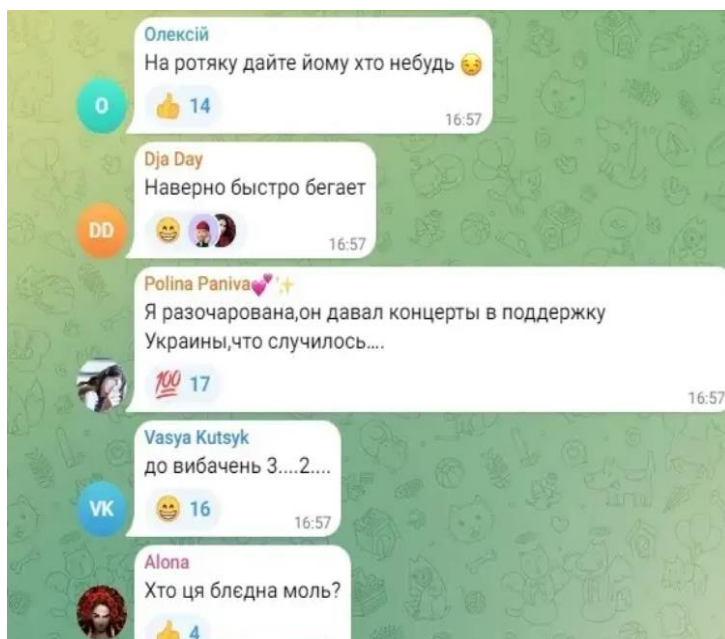 Олексій
На ротяку дайте йому хто небудь 😏
О
👍 14
16:57
Dja Day
Наверно быстро бегает
DD
😁
16:57
Polina Paniva💕✨
Я разочарована,он давал концерты в поддержку
Украины,что случилось....
💯 17
16:57
Vasya Kutsyk
до вибачень 3....2....
VK
😁 16
16:57
Alona
Хто ця блєдна моль?
👍 4